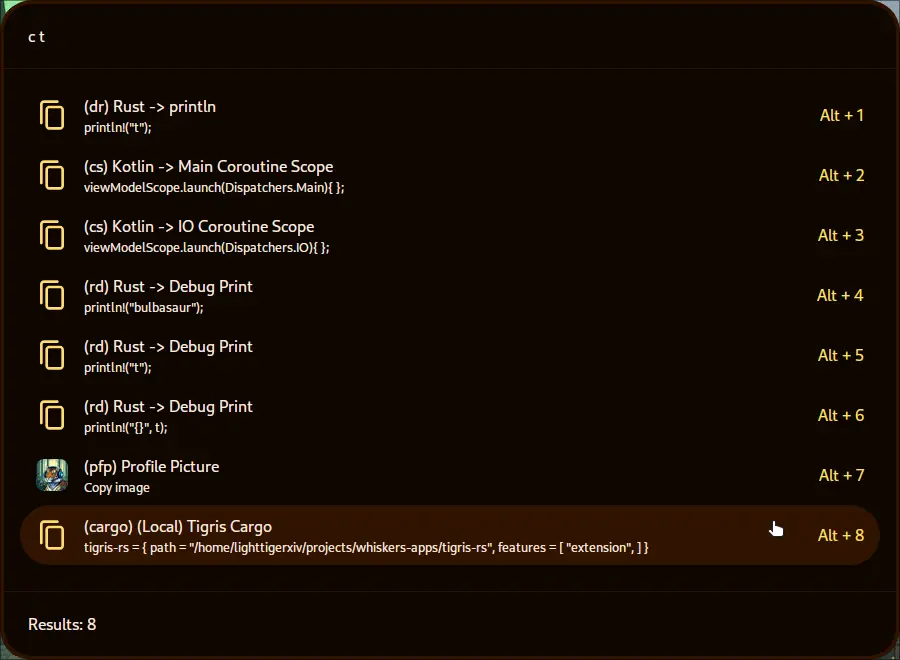 c t
(dr) Rust -> println
println!("t");
Alt + 1
(cs) Kotlin -> Main Coroutine Scope
viewModelScope.launch(Dispatchers.Main){ };
Alt + 2
(cs) Kotlin -> IO Coroutine Scope
viewModelScope.launch(Dispatchers.IO){ };
Alt + 3
(rd) Rust -> Debug Print
println!("bulbasaur");
Alt + 4
(rd) Rust -> Debug Print
println!("t");
Alt + 5
(rd) Rust -> Debug Print
println!("{}", t);
Alt + 6
(pfp) Profile Picture
Copy image
Alt + 7
(cargo) (Local) Tigris Cargo
tigris-rs = { path = "/home/lighttigerxiv/projects/whiskers-apps/tigris-rs", features = [ "extension", ] }
Alt + 8
Results: 8